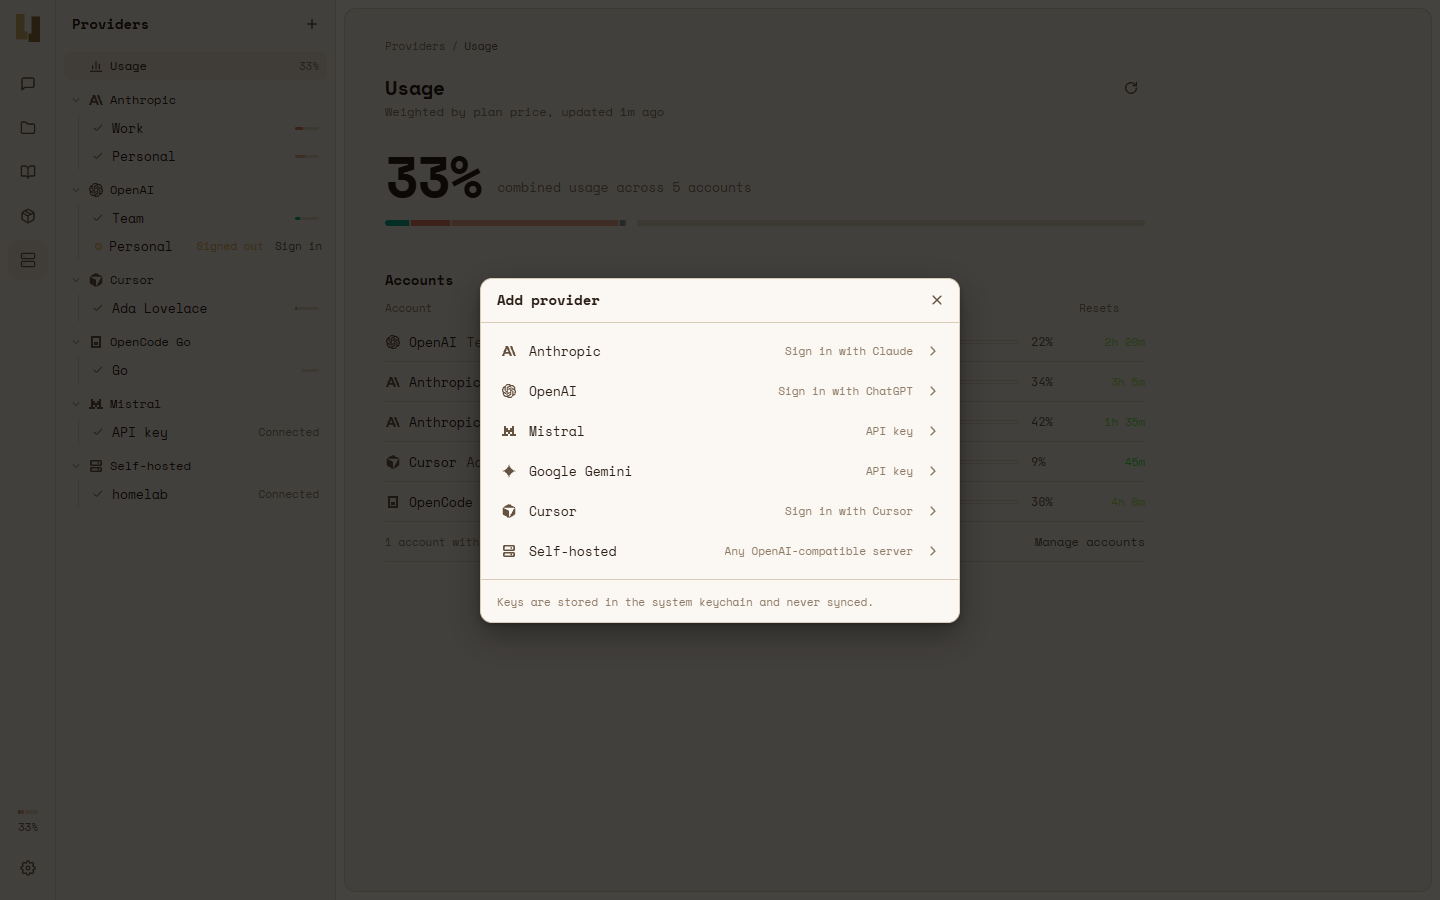 Providers
Usage 33%
Anthropic
Work
Personal
OpenAI
Team
Personal Signed out Sign in
Cursor
Ada Lovelace
OpenCode Go
Go
Mistral
API key Connected
Self-hosted
homelab Connected
33%
Providers / Usage
Usage
Weighted by plan price, updated 1m ago
33% combined usage across 5 accounts
Accounts
Account Resets
OpenAI 22% 2h 20m
Anthropic 34% 3h 5m
Anthropic 42% 1h 35m
Cursor 9% 45m
OpenCode 30% 4h 0m
1 account with Manage accounts
Add provider
Anthropic Sign in with Claude
OpenAI Sign in with ChatGPT
Mistral API key
Google Gemini API key
Cursor Sign in with Cursor
Self-hosted Any OpenAI-compatible server
Keys are stored in the system keychain and never synced.